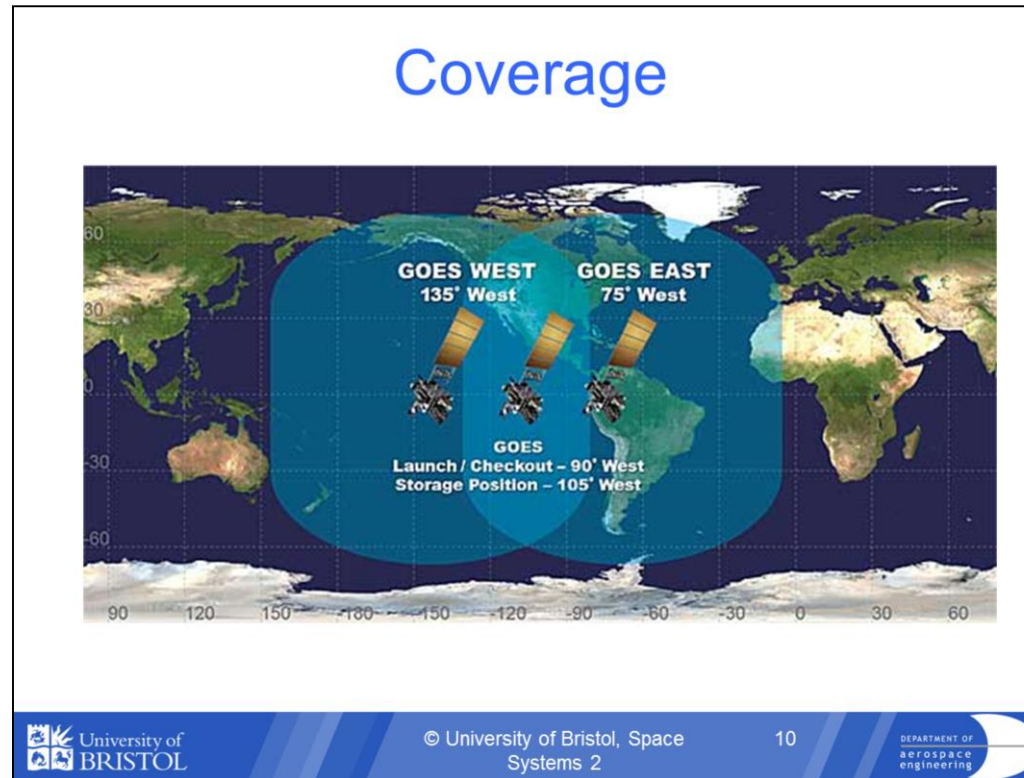 Coverage
60
30
0
-30
-60
GOES WEST
135° West
GOES EAST
75° West
GOES
Launch / Checkout – 90° West
Storage Position – 105° West
90 120 150 -180 -150 -120 -90 -60 -30 0 30 60
University of
BRISTOL
© University of Bristol, Space
Systems 2
10
DEPARTMENT OF
aerospace
engineering